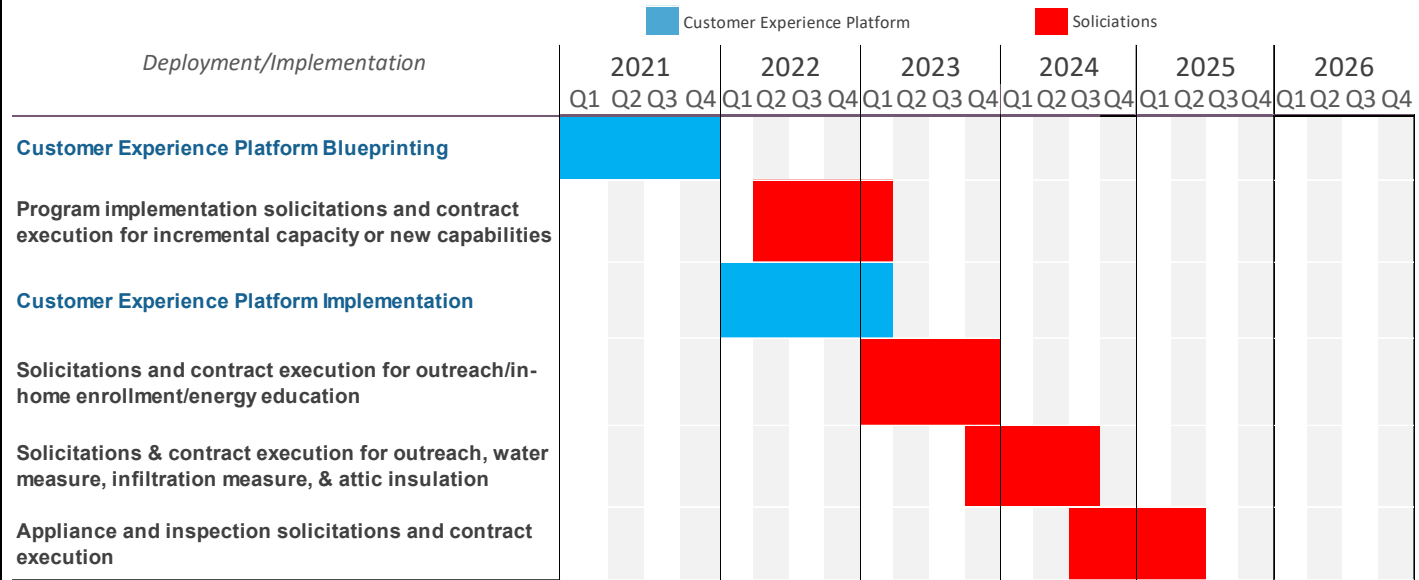 Customer Experience Platform
Soliciations
Deployment/Implementation
2021 2022 2023 2024 2025 2026
Q1 Q2 Q3 Q4 Q1 Q2 Q3 Q4 Q1 Q2 Q3 Q4 Q1 Q2 Q3 Q4 Q1 Q2 Q3 Q4 Q1 Q2 Q3 Q4
Customer Experience Platform Blueprinting
Program implementation solicitations and contract
execution for incremental capacity or new capabilities
Customer Experience Platform Implementation
Solicitations and contract execution for outreach/in-
home enrollment/energy education
Solicitations & contract execution for outreach, water
measure, infiltration measure, & attic insulation
Appliance and inspection solicitations and contract
execution